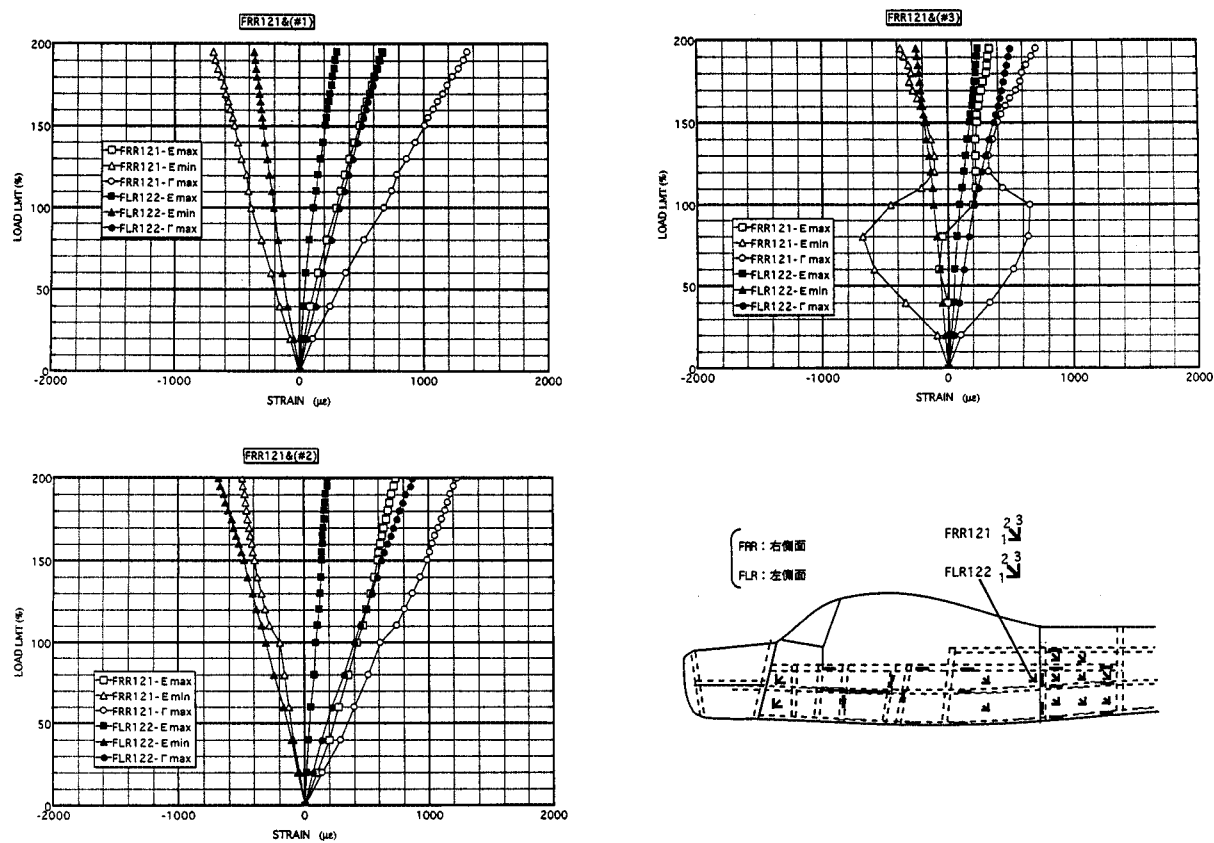 FRR121&(#1)
200
150
100
50
0
LOAD LMT (%)
FRR121-Emax
FRR121-Emin
FRR121-Γmax
FLR122-Emax
FLR122-Emin
FLR122-Γmax
-2000 -1000 0 1000 2000
STRAIN (με)
FRR121&(#3)
200
150
100
50
0
LOAD LMT (%)
FRR121-Emax
FRR121-Emin
FRR121-Γmax
FLR122-Emax
FLR122-Emin
FLR122-Γmax
-2000 -1000 0 1000 2000
STRAIN (με)
FRR121&(#2)
200
150
100
50
0
LOAD LMT (%)
FRR121-Emax
FRR121-Emin
FRR121-Γmax
FLR122-Emax
FLR122-Emin
FLR122-Γmax
-2000 -1000 0 1000 2000
STRAIN (με)
FRR:右側面
FLR:左側面
FRR121 1 2 3
FLR122 1 2 3